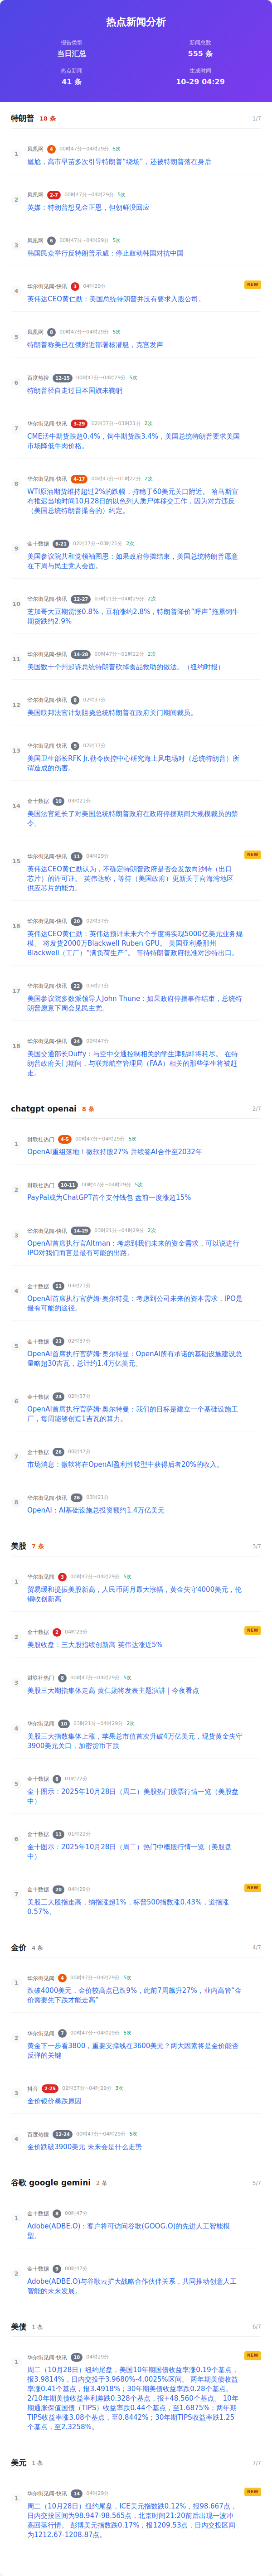 热点新闻分析
报告类型
新闻总数
当日汇总
555 条
热点新闻
生成时间
41 条
10-29 04:29
特朗普 18 条 1/7
1
凤凰网 4 00时47分~04时29分 5次
尴尬，高市早苗多次引导特朗普“绕场”，还被特朗普落在身后
2
凤凰网 2-7 00时47分~04时29分 5次
英媒：特朗普想见金正恩，但朝鲜没回应
3
凤凰网 6 00时47分~04时29分 5次
韩国民众举行反特朗普示威：停止鼓动韩国对抗中国
4
华尔街见闻-快讯 3 04时29分 NEW
英伟达CEO黄仁勋：美国总统特朗普并没有要求入股公司。
5
凤凰网 8 00时47分~04时29分 5次
特朗普称美已在俄附近部署核潜艇，克宫发声
6
百度热搜 12-15 00时47分~04时29分 5次
特朗普径自走过日本国旗未鞠躬
7
华尔街见闻-快讯 3-29 02时37分~03时21分 2次
CME活牛期货跌超0.4%，饲牛期货跌3.4%，美国总统特朗普要求美国
市场降低牛肉价格。
8
华尔街见闻-快讯 4-17 00时47分~01时22分 2次
WTI原油期货维持超过2%的跌幅，持稳于60美元关口附近。 哈马斯宣
布推迟当地时间10月28日的以色列人质尸体移交工作，因为对方违反
（美国总统特朗普撮合的）约定。
9
金十数据 6-21 02时37分~03时21分 2次
美国参议院共和党领袖图恩：如果政府停摆结束，美国总统特朗普愿意
在下周与民主党人会面。
10
华尔街见闻-快讯 12-27 03时21分~04时29分 2次
芝加哥大豆期货涨0.8%，豆粕涨约2.8%，特朗普降价“呼声”拖累饲牛
期货跌约2.9%
11
华尔街见闻-快讯 14-28 00时47分~01时22分 2次
美国数十个州起诉总统特朗普砍掉食品救助的做法。（纽约时报）
12
华尔街见闻-快讯 8 02时37分
美国联邦法官计划阻挠总统特朗普在政府关门期间裁员。
13
华尔街见闻-快讯 9 02时37分
美国卫生部长RFK Jr.勒令疾控中心研究海上风电场对（总统特朗普）所
谓造成的伤害。
14
金十数据 10 03时21分
美国法官延长了对美国总统特朗普政府在政府停摆期间大规模裁员的禁
令。
15
华尔街见闻-快讯 11 04时29分 NEW
英伟达CEO黄仁勋认为，不确定特朗普政府是否会发放向沙特（出口
芯片）的许可证。 英伟达称，等待（美国政府）更新关于向海湾地区
供应芯片的能力。
16
华尔街见闻-快讯 20 02时37分
英伟达CEO黄仁勋：英伟达预计未来六个季度将实现5000亿美元业务规
模。 将发货2000万Blackwell Ruben GPU。 美国亚利桑那州
Blackwell（工厂）“满负荷生产”。 等待特朗普政府批准对沙特出口。
17
华尔街见闻-快讯 22 03时21分
美国参议院多数派领导人John Thune：如果政府停摆事件结束，总统特
朗普愿意下周会见民主党。
18
华尔街见闻-快讯 24 00时47分
美国交通部长Duffy：与空中交通控制相关的学生津贴即将耗尽。 在特
朗普政府关门期间，与联邦航空管理局（FAA）相关的那些学生将被赶
走。
chatgpt openai 8 条 2/7
1
财联社热门 4-5 00时47分~04时29分 5次
OpenAI重组落地！微软持股27% 并续签AI合作至2032年
2
财联社热门 10-11 00时47分~04时29分 5次
PayPal成为ChatGPT首个支付钱包 盘前一度涨超15%
3
华尔街见闻-快讯 14-29 03时21分~04时29分 2次
OpenAI首席执行官Altman：考虑到我们未来的资金需求，可以说进行
IPO对我们而言是最有可能的出路。
4
金十数据 11 03时21分
OpenAI首席执行官萨姆·奥尔特曼：考虑到公司未来的资本需求，IPO是
最有可能的途径。
5
金十数据 23 02时37分
OpenAI首席执行官萨姆·奥尔特曼：OpenAI所有承诺的基础设施建设总
量略超30吉瓦，总计约1.4万亿美元。
6
金十数据 24 02时37分
OpenAI首席执行官萨姆·奥尔特曼：我们的目标是建立一个基础设施工
厂，每周能够创造1吉瓦的算力。
7
金十数据 26 00时47分
市场消息：微软将在OpenAI盈利性转型中获得后者20%的收入。
8
华尔街见闻-快讯 26 03时21分
OpenAI：AI基础设施总投资额约1.4万亿美元
美股 7 条 3/7
1
华尔街见闻 3 00时47分~04时29分 5次
贸易缓和提振美股新高，人民币两月最大涨幅，黄金失守4000美元，伦
铜收创新高
2
金十数据 2 04时29分 NEW
美股收盘：三大股指续创新高 英伟达涨近5%
3
财联社热门 9 00时47分~04时29分 5次
美股三大期指集体走高 黄仁勋将发表主题演讲 | 今夜看点
4
华尔街见闻 10 03时21分~04时29分 2次
美股三大期指集体上涨，苹果总市值首次升破4万亿美元，现货黄金失守
3900美元关口，加密货币下跌
5
金十数据 8 01时22分
金十图示：2025年10月28日（周二）美股热门股票行情一览（美股盘
中）
6
金十数据 11 01时22分
金十图示：2025年10月28日（周二）热门中概股行情一览（美股盘
中）
7
金十数据 20 04时29分 NEW
美股三大股指走高，纳指涨超1%，标普500指数涨0.43%，道指涨
0.57%。
金价 4 条 4/7
1
华尔街见闻 4 00时47分~04时29分 5次
跌破4000美元，金价较高点已跌9%，此前7周飙升27%，业内高管“金
价需要先下跌才能走高”
2
华尔街见闻 7 00时47分~04时29分 5次
黄金下一步看3800，重要支撑线在3600美元？两大因素将是金价能否
反弹的关键
3
抖音 2-25 02时37分~04时29分 3次
金价银价暴跌原因
4
百度热搜 12-24 00时47分~04时29分 5次
金价跌破3900美元 未来会是什么走势
谷歌 google gemini 2 条 5/7
1
金十数据 8 00时47分
Adobe(ADBE.O)：客户将可访问谷歌(GOOG.O)的先进人工智能模
型。
2
金十数据 9 00时47分
Adobe(ADBE.O)与谷歌云扩大战略合作伙伴关系，共同推动创意人工
智能的未来发展。
美债 1 条 6/7
1
华尔街见闻-快讯 10 04时29分 NEW
周二（10月28日）纽约尾盘，美国10年期国债收益率涨0.19个基点，
报3.9814%，日内交投于3.9680%-4.0025%区间。 两年期美债收益
率涨0.41个基点，报3.4918%；30年期美债收益率跌0.28个基点。
2/10年期美债收益率利差跌0.328个基点，报+48.560个基点。 10年
期通胀保值国债（TIPS）收益率跌0.44个基点，至1.6875%；两年期
TIPS收益率涨3.08个基点，至0.8442%；30年期TIPS收益率跌1.25
个基点，至2.3258%。
美元 1 条 7/7
1
华尔街见闻-快讯 14 04时29分 NEW
周二（10月28日）纽约尾盘，ICE美元指数跌0.12%，报98.667点，
日内交投区间为98.947-98.565点，北京时间21:20前后出现一波冲
高回落行情。 彭博美元指数跌0.17%，报1209.53点，日内交投区间
为1212.67-1208.87点。